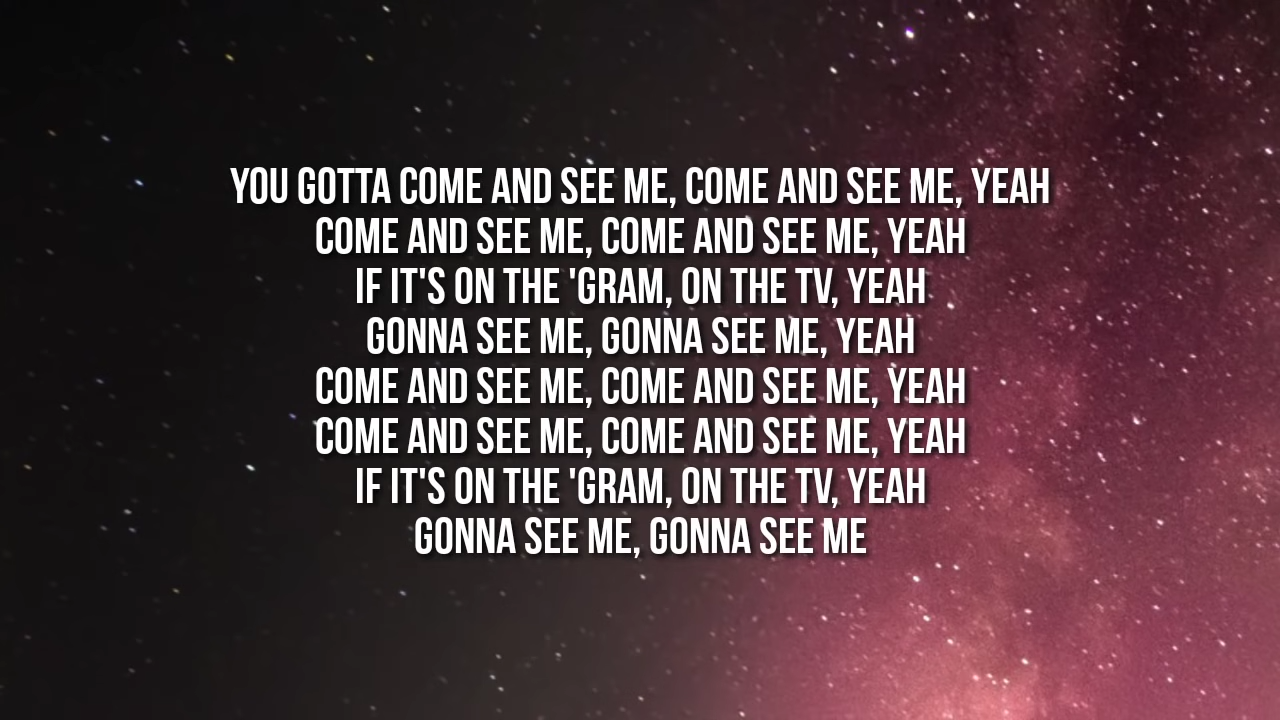 YOU GOTTA COME AND SEE ME, COME AND SEE ME, YEAH
COME AND SEE ME, COME AND SEE ME, YEAH
IF IT'S ON THE 'GRAM, ON THE TV, YEAH
GONNA SEE ME, GONNA SEE ME, YEAH
COME AND SEE ME, COME AND SEE ME, YEAH
COME AND SEE ME, COME AND SEE ME, YEAH
IF IT'S ON THE 'GRAM, ON THE TV, YEAH
GONNA SEE ME, GONNA SEE ME